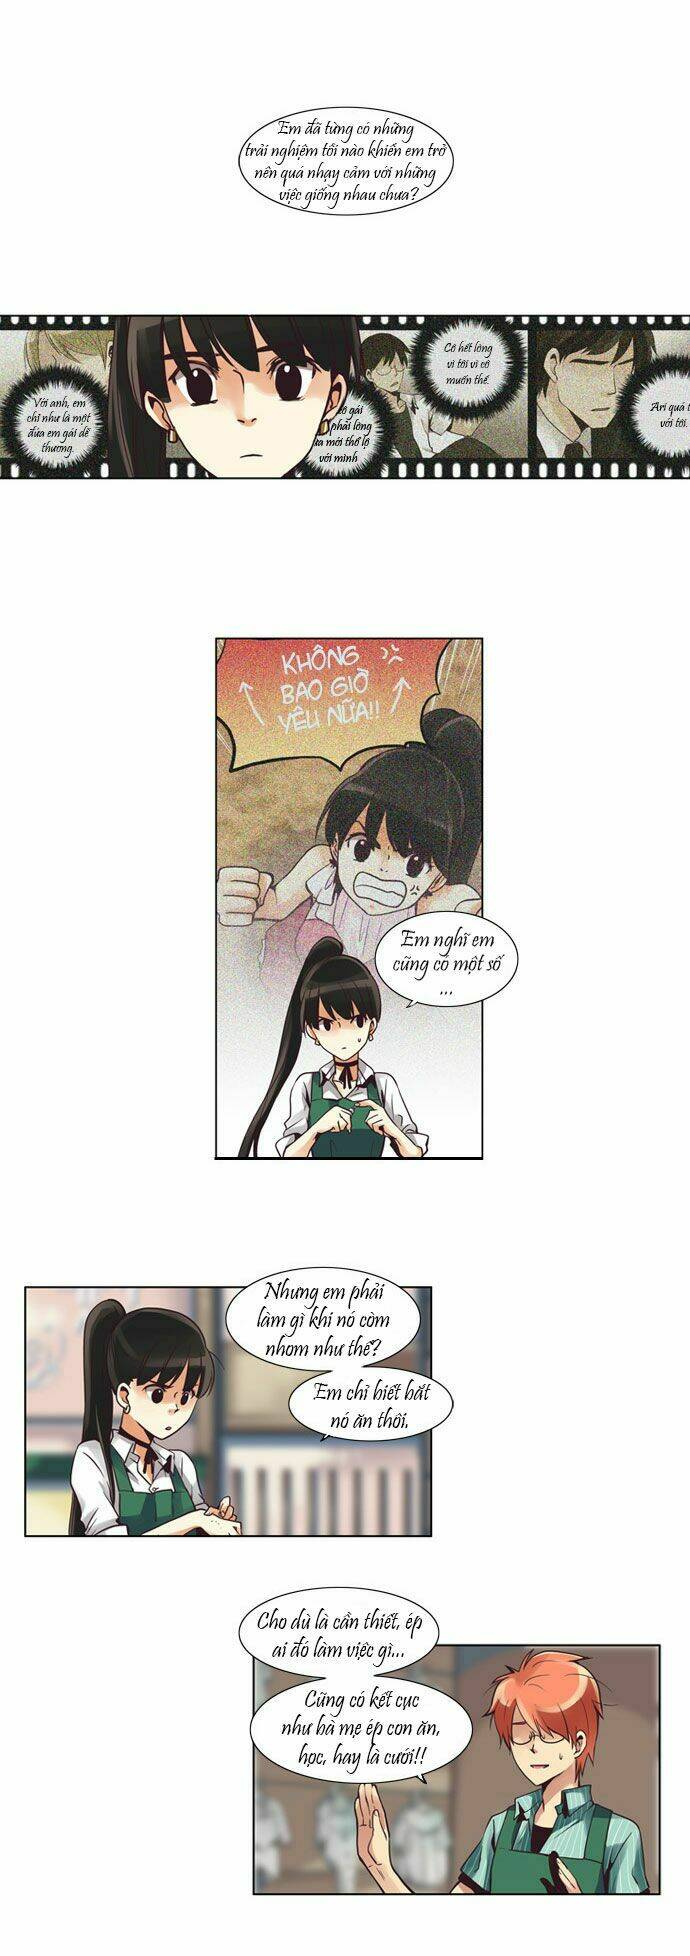 Em đã từng có những
trải nghiệm tồi nào khiến em trở
nên quá nhạy cảm với những
việc giống nhau chưa?
Với anh, em
chỉ như là một
đứa em gái dễ
thương.
gái
phải lòng
mới thổ lộ
với mình
Cô hết lòng
vì tôi vì cô
muốn thế.
Ari quá t
với tôi.
KHÔNG
BAO GIỜ
YÊU NỮA!!
Em nghĩ em
cũng có một số
...
Nhưng em phải
làm gì khi nó còm
nhom như thế?
Em chỉ biết bắt
nó ăn thôi.
Cho dù là cần thiết, ép
ai đó làm việc gì...
Cũng có kết cục
như bà mẹ ép con ăn,
học, hay là cưới!!